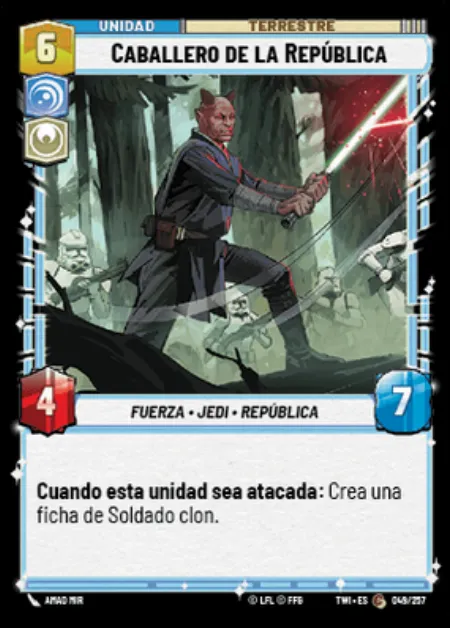 UNIDAD
TERRESTRE
6
CABALLERO DE LA REPÚBLICA
4
FUERZA • JEDI • REPÚBLICA
7
Cuando esta unidad sea atacada: Crea una
ficha de Soldado clon.
AMAD MIR
© LFL © FFG
TWI • ES
049/257